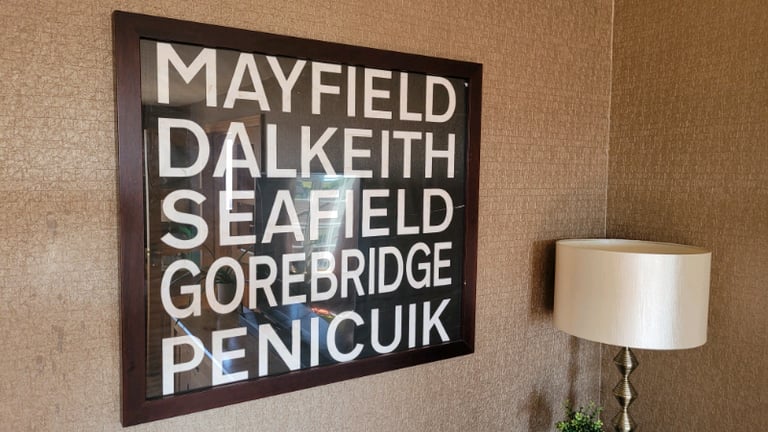 MAYFIELD
DALKEITH
SEAFIELD
GOREBRIDGE
PENICUIK